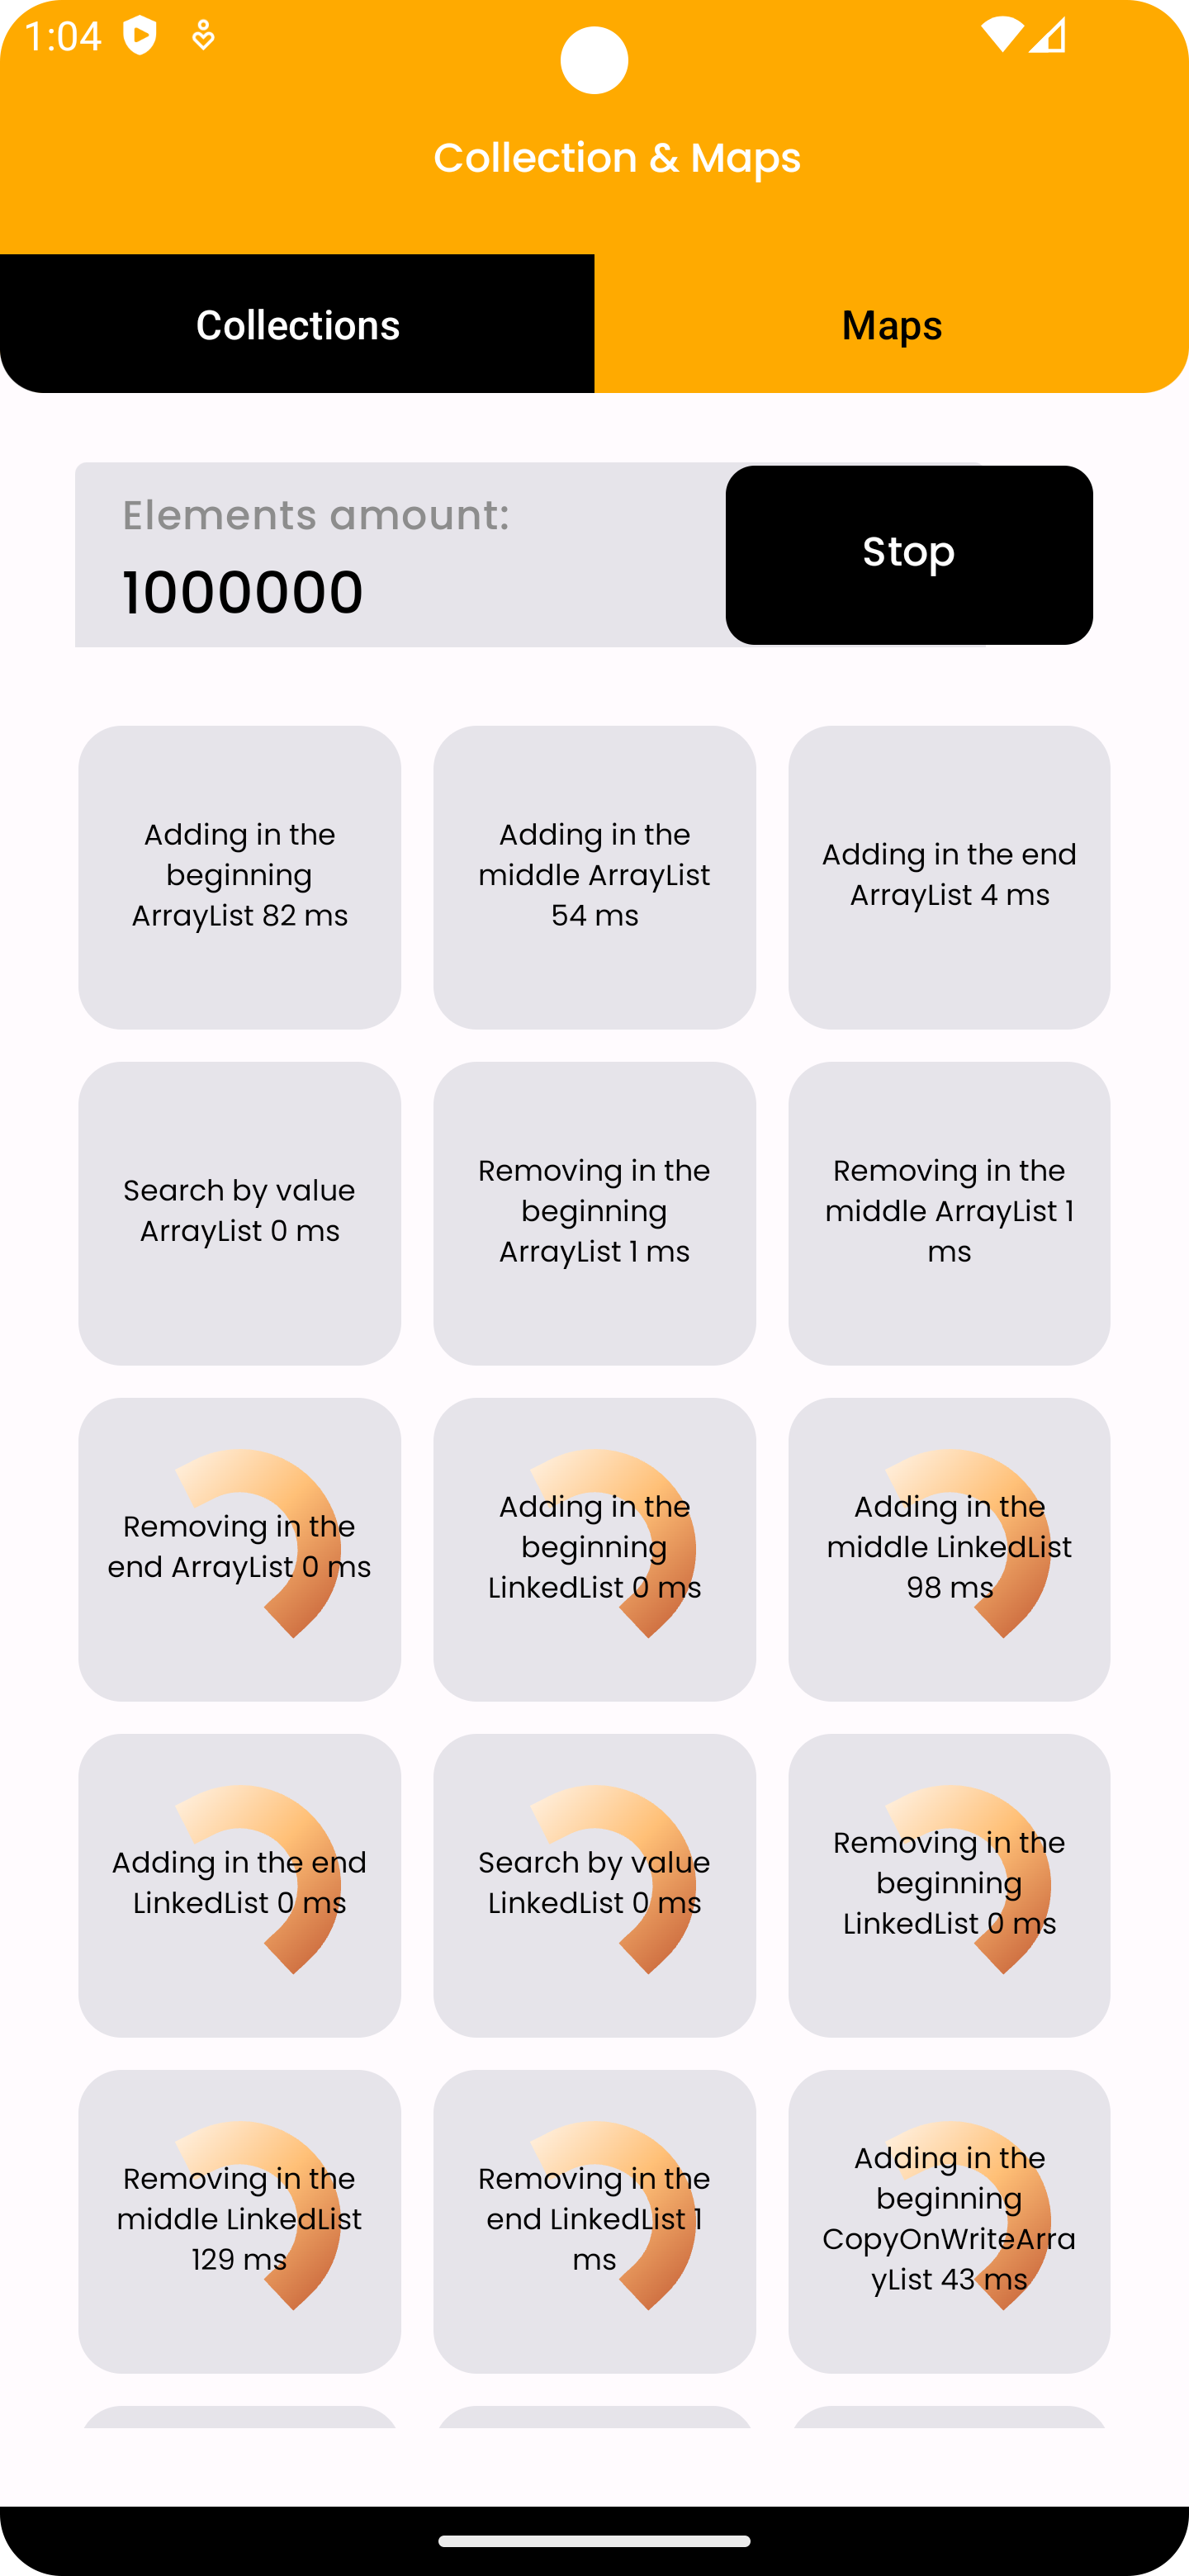 1:04
Collection & Maps
Collections
Maps
Elements amount:
1000000
Stop
Adding in the
beginning
ArrayList 82 ms
Adding in the
middle ArrayList
54 ms
Adding in the end
ArrayList 4 ms
Search by value
ArrayList 0 ms
Removing in the
beginning
ArrayList 1 ms
Removing in the
middle ArrayList 1
ms
Removing in the
end ArrayList 0 ms
Adding in the
beginning
LinkedList 0 ms
Adding in the
middle LinkedList
98 ms
Adding in the end
LinkedList 0 ms
Search by value
LinkedList 0 ms
Removing in the
beginning
LinkedList 0 ms
Removing in the
middle LinkedList
129 ms
Removing in the
end LinkedList 1
ms
Adding in the
beginning
CopyOnWriteArra
yList 43 ms